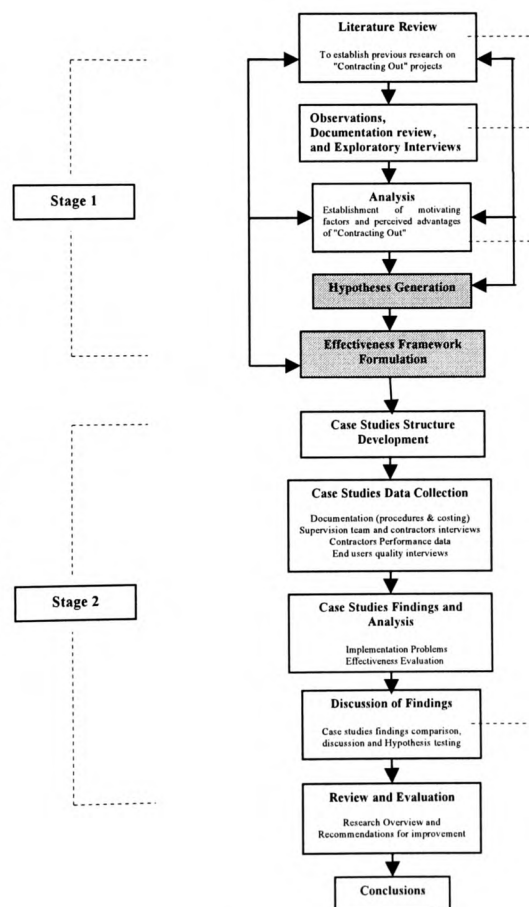 Literature Review
To establish previous research on
"Contracting Out" projects
Observations,
Documentation review,
and Exploratory Interviews
Stage 1
Analysis
Establishment of motivating
factors and perceived advantages
of "Contracting Out"
Hypotheses Generation
Effectiveness Framework
Formulation
Case Studies Structure
Development
Case Studies Data Collection
Documentation (procedures & costing)
Supervision team and contractors interviews
Contractors Performance data
End users quality interviews
Stage 2
Case Studies Findings and
Analysis
Implementation Problems
Effectiveness Evaluation
Discussion of Findings
Case studies findings comparison,
discussion and Hypothesis testing
Review and Evaluation
Research Overview and
Recommendations for improvement
Conclusions